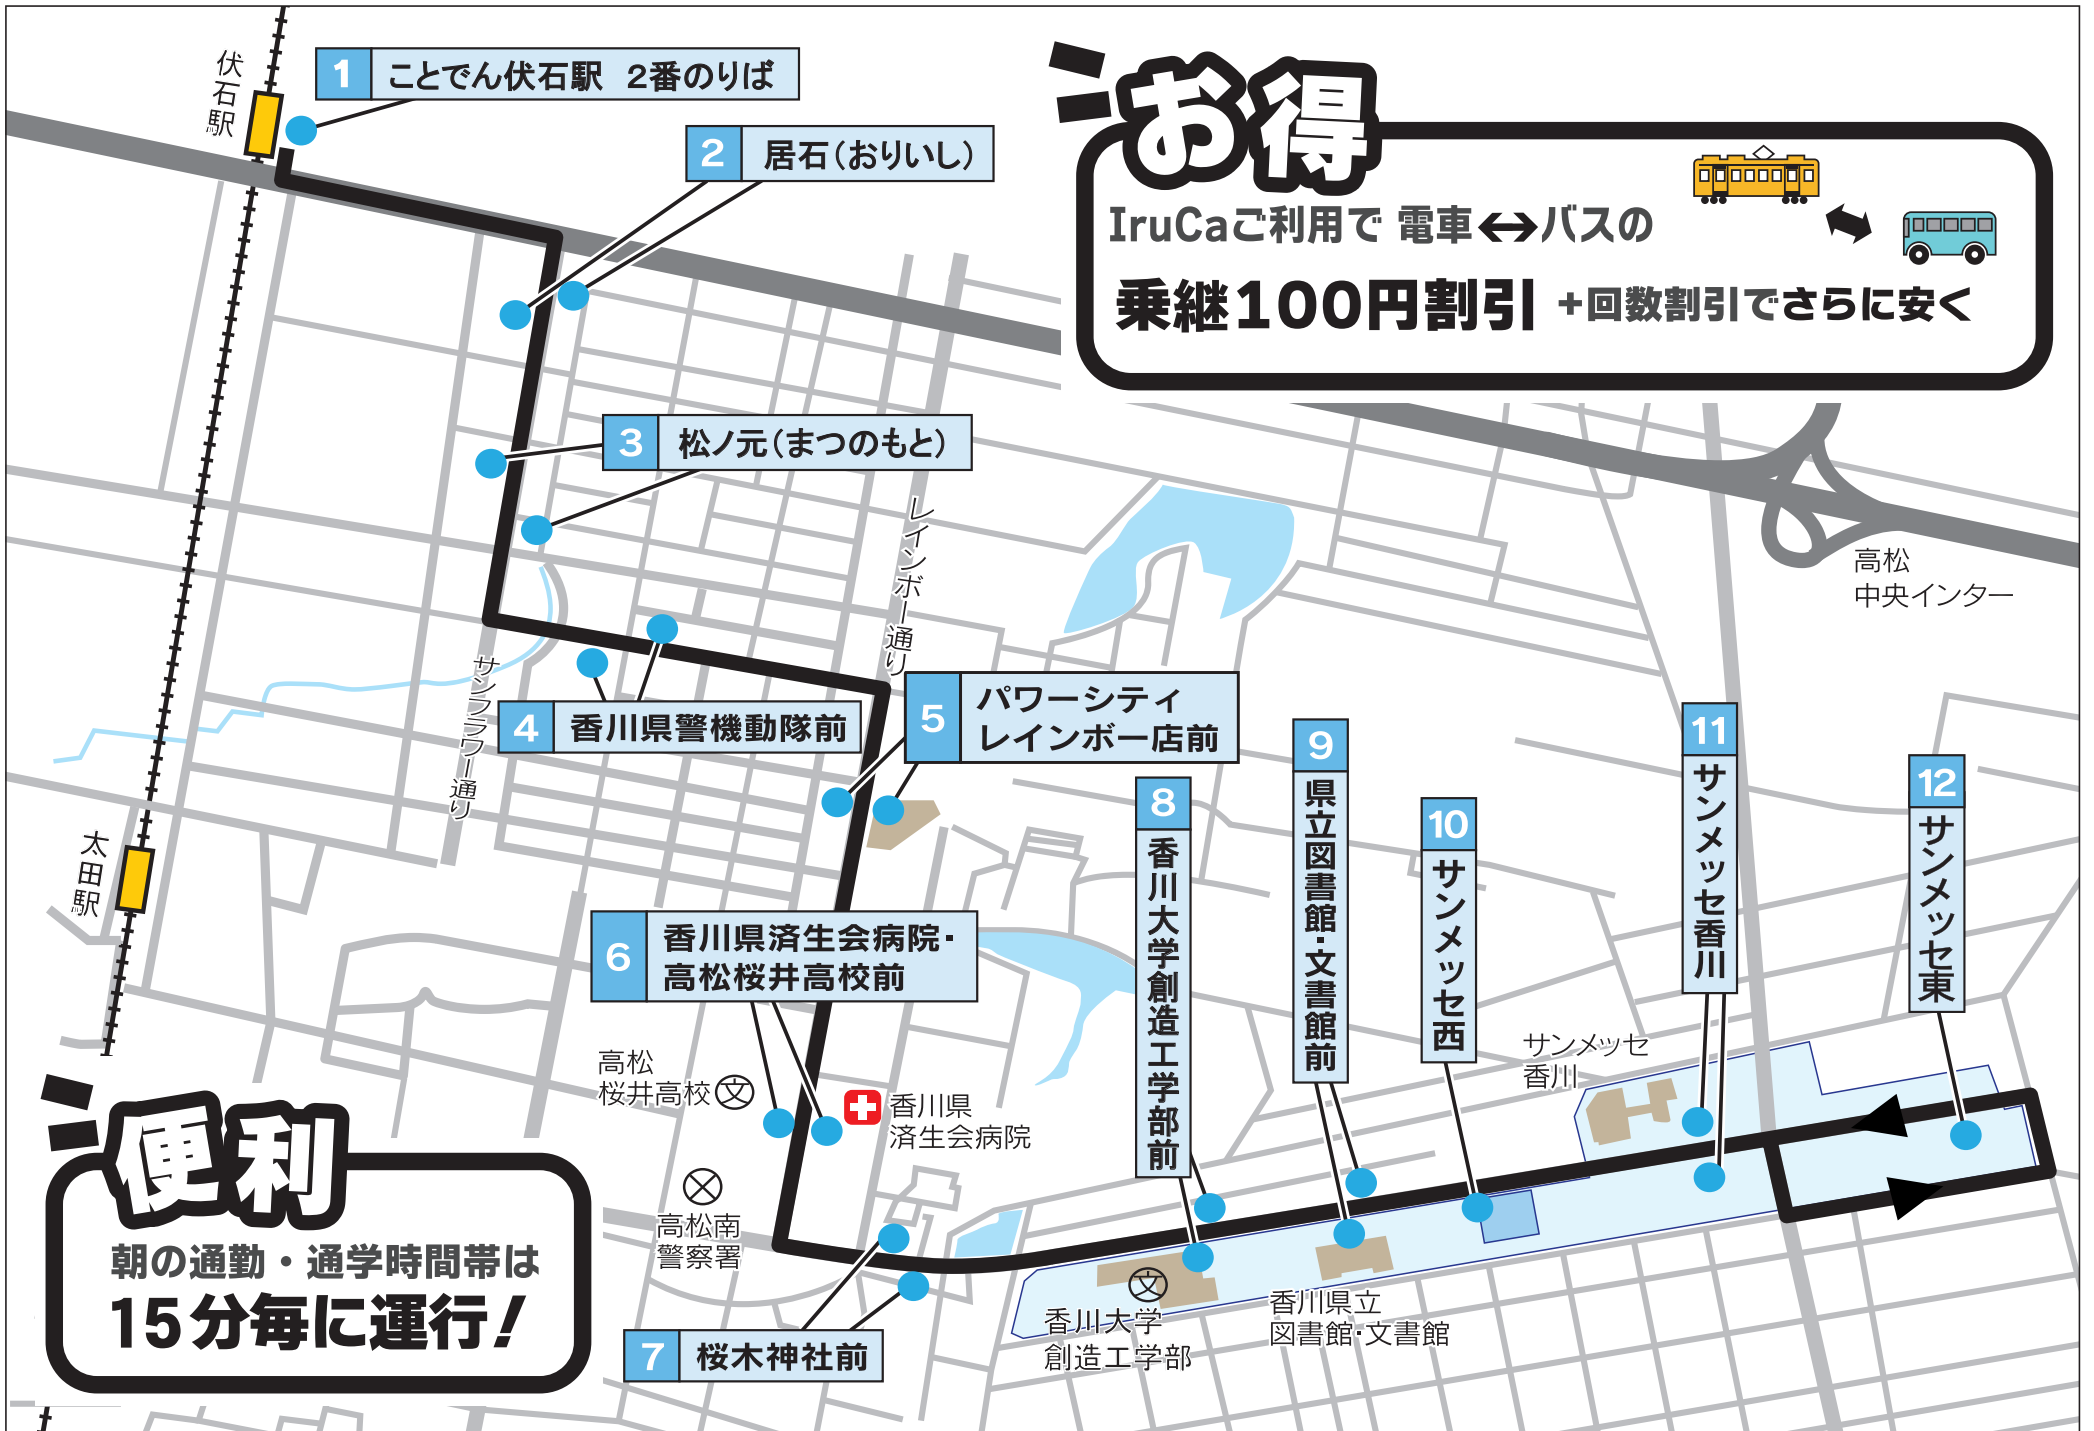 伏石駅
1 ことでん伏石駅 2番のりば
2 居石(おりいし)
お得
IruCaご利用で 電車↔バスの
乗継100円割引 +回数割引でさらに安く
3 松ノ元(まつのもと)
レインボー通り
高松
中央インター
サンフラワー通り
4 香川県警機動隊前
5 パワーシティ
レインボー店前
太田駅
6 香川県済生会病院・
高松桜井高校前
8 香川大学創造工学部前
9 県立図書館・文書館前
10 サンメッセ西
11 サンメッセ香川
12 サンメッセ東
サンメッセ
香川
高松
桜井高校
文
香川県
済生会病院
高松南
警察署
便利
朝の通勤・通学時間帯は
15分毎に運行!
7 桜木神社前
文
香川大学
創造工学部
香川県立
図書館・文書館